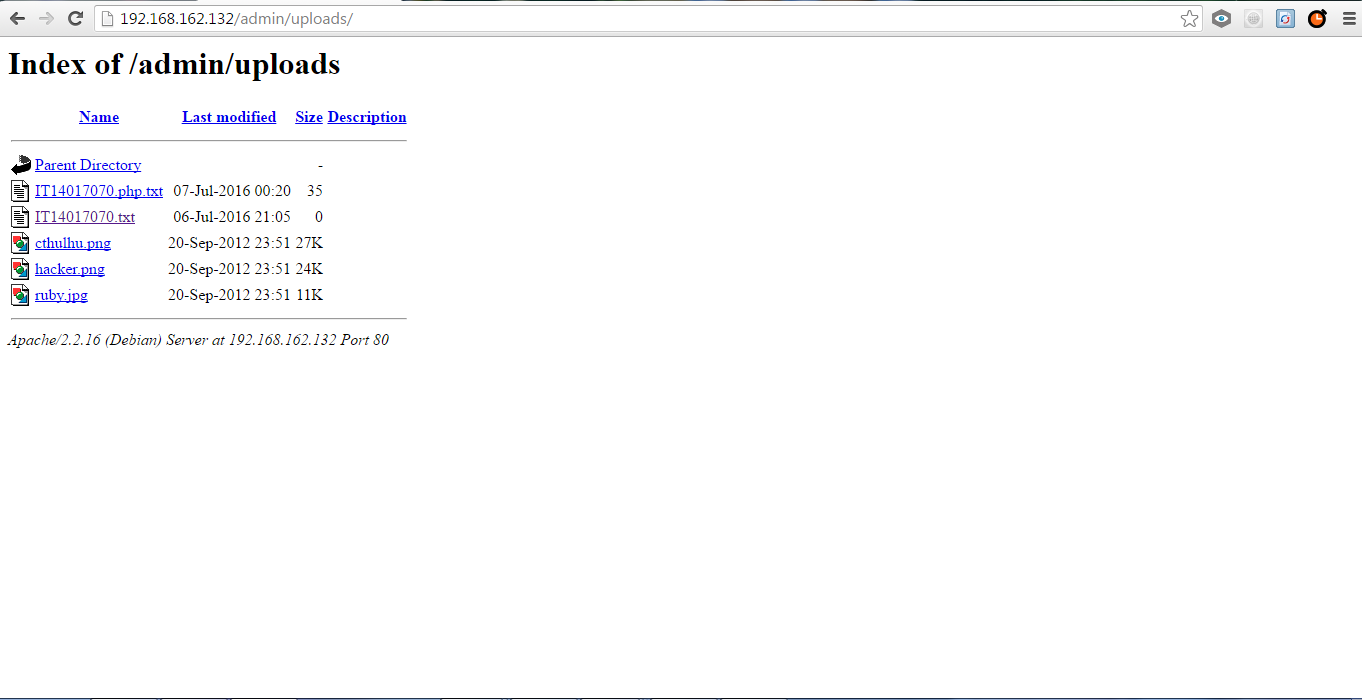 192.168.162.132/admin/uploads/
Index of /admin/uploads
Name Last modified Size Description
Parent Directory -
IT14017070.php.txt 07-Jul-2016 00:20 35
IT14017070.txt 06-Jul-2016 21:05 0
cthulhu.png 20-Sep-2012 23:51 27K
hacker.png 20-Sep-2012 23:51 24K
ruby.jpg 20-Sep-2012 23:51 11K
Apache/2.2.16 (Debian) Server at 192.168.162.132 Port 80